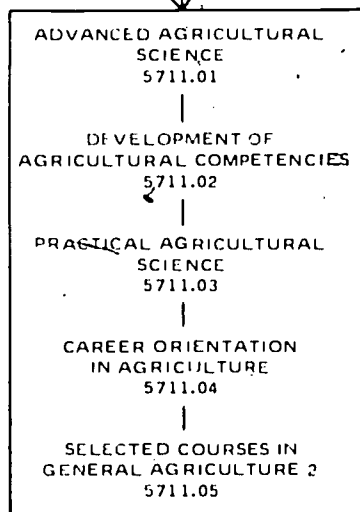 ADVANCED AGRICULTURAL
SCIENCE
5711.01
DEVELOPMENT OF
AGRICULTURAL COMPETENCIES
5711.02
PRACTICAL AGRICULTURAL
SCIENCE
5711.03
CAREER ORIENTATION
IN AGRICULTURE
5711.04
SELECTED COURSES IN
GENERAL AGRICULTURE 2
5711.05